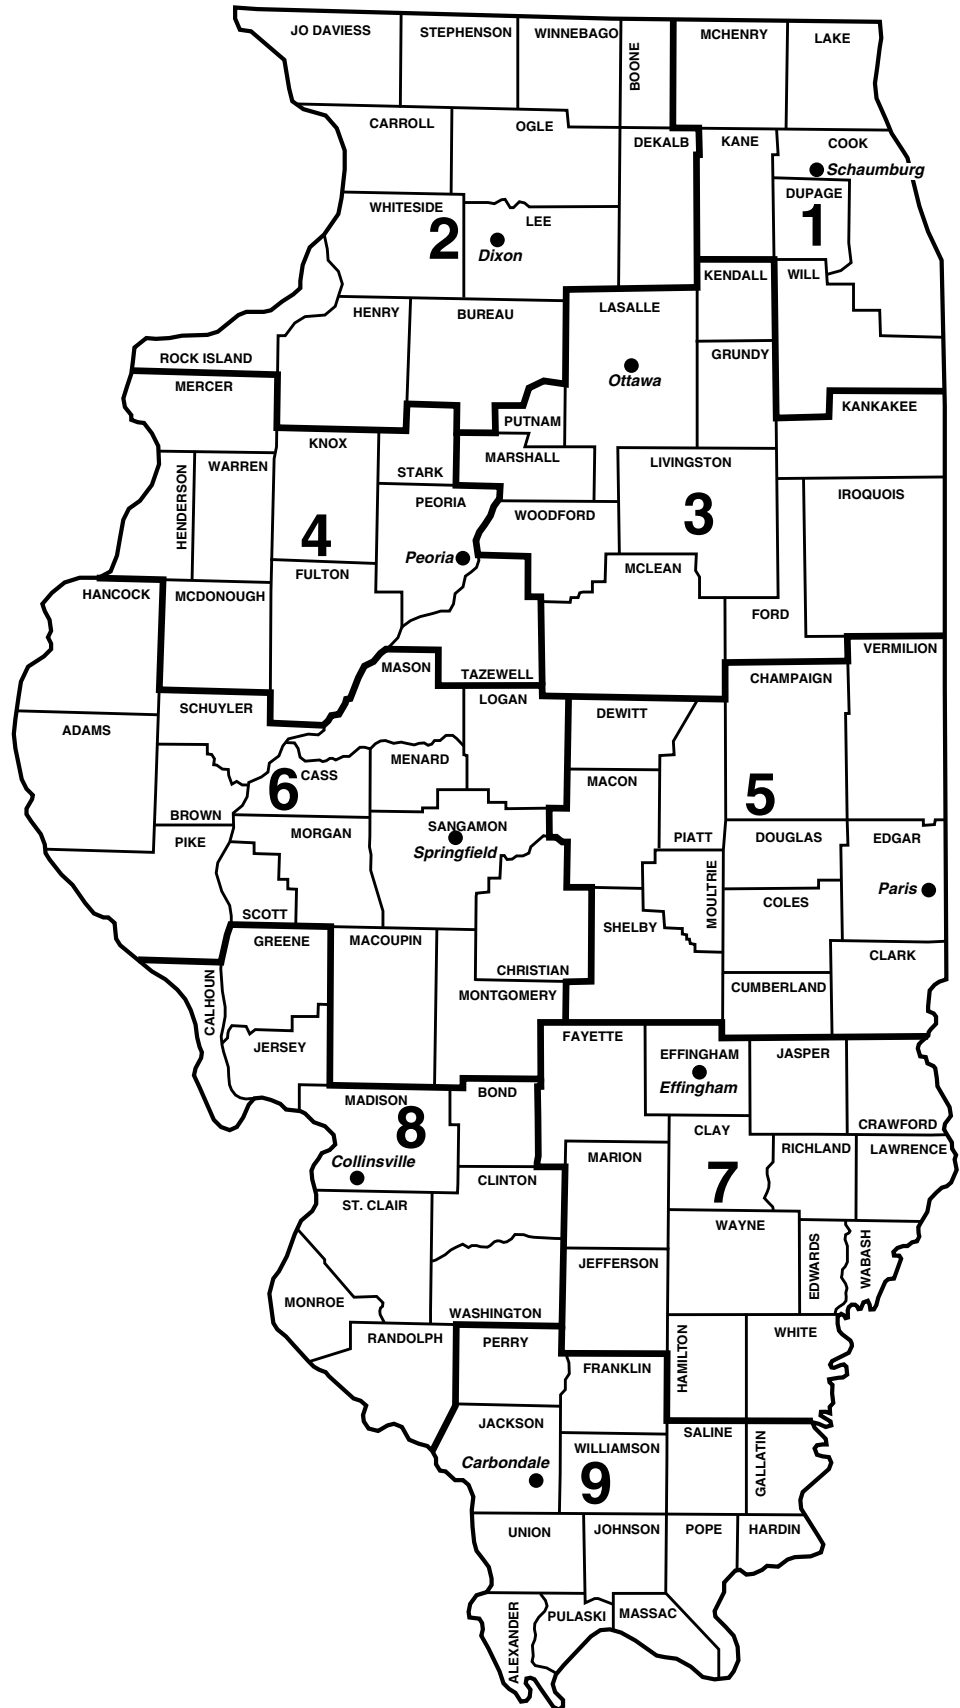 JO DAVIESS
STEPHENSON
WINNEBAGO
BOONE
MCHENRY
LAKE
CARROLL
OGLE
DEKALB
KANE
COOK
Schaumburg
DUPAGE
1
WHITESIDE
2
LEE
Dixon
KENDALL
WILL
HENRY
BUREAU
LASALLE
GRUNDY
ROCK ISLAND
MERCER
Ottawa
KANKAKEE
PUTNAM
KNOX
STARK
MARSHALL
LIVINGSTON
HENDERSON
WARREN
PEORIA
WOODFORD
3
IROQUOIS
4
Peoria
FULTON
MCLEAN
HANCOCK
MCDONOUGH
FORD
MASON
TAZEWELL
VERMILION
CHAMPAIGN
LOGAN
SCHUYLER
DEWITT
ADAMS
MENARD
CASS
6
MACON
5
BROWN
PIKE
MORGAN
SANGAMON
Springfield
PIATT
DOUGLAS
EDGAR
Paris
MOULTRIE
COLES
SCOTT
SHELBY
GREENE
MACOUPIN
CHRISTIAN
CLARK
CALHOUN
MONTGOMERY
CUMBERLAND
JERSEY
FAYETTE
EFFINGHAM
Effingham
JASPER
MADISON
8
BOND
CLAY
CRAWFORD
Collinsville
MARION
RICHLAND
LAWRENCE
CLINTON
7
ST. CLAIR
WAYNE
EDWARDS
WABASH
JEFFERSON
MONROE
WASHINGTON
RANDOLPH
PERRY
HAMILTON
WHITE
FRANKLIN
JACKSON
SALINE
GALLATIN
WILLIAMSON
Carbondale
9
UNION
JOHNSON
POPE
HARDIN
ALEXANDER
PULASKI
MASSAC